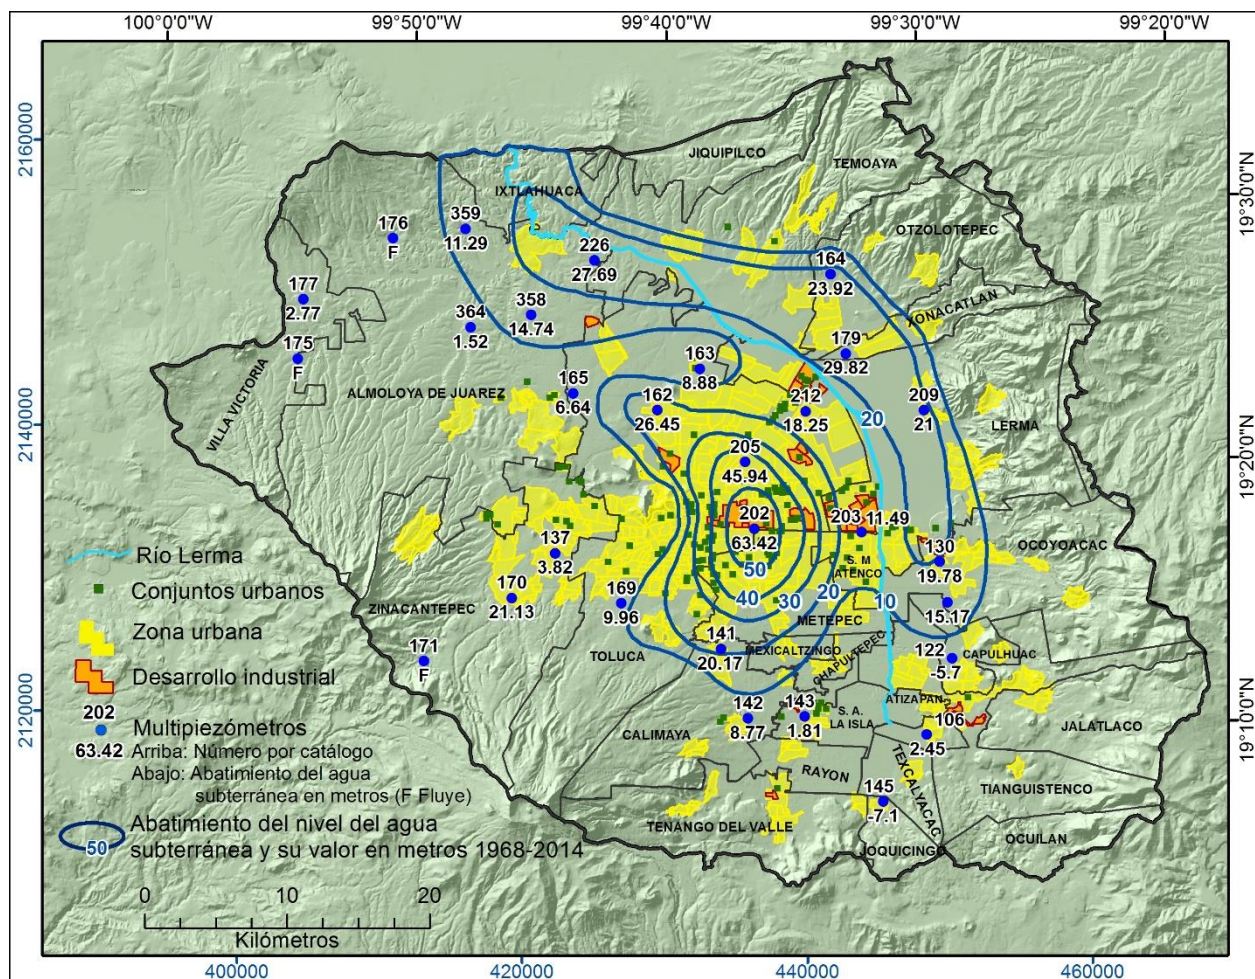 100°0'0"W
99°50'0"W
99°40'0"W
99°30'0"W
99°20'0"W
2160000
2140000
2120000
19°30'0"N
19°20'0"N
19°10'0"N
JIQUIPILCO
TEMOAYA
IXTLAHUACA
OTZOLOTEPEC
XONACATLAN
176
F
359
11.29
226
27.69
164
23.92
177
2.77
364
1.52
358
14.74
179
29.82
175
F
163
8.88
VILLA VICTORIA
ALMOLOYA DE JUAREZ
165
6.64
162
26.45
212
18.25
20
209
21
LERMA
205
45.94
202
63.42
203
11.49
50
40
30
20
10
137
3.82
130
19.78
OCOYOACAC
S. M
ATENCO
170
21.13
169
9.96
15.17
ZINACANTEPEC
METEPEC
141
20.17
MEXICALTZINGO
CHAPULTEPEC
122
-5.7
CAPULHUAC
171
F
TOLUCA
ATIZAPAN
142
8.77
143
1.81
S. A.
LA ISLA
106
2.45
JALATLACO
CALIMAYA
RAYON
TEXCALYACAC
TIANGUISTENCO
145
-7.1
TENANGO DEL VALLE
JOQUICINGO
OCUILAN
Río Lerma
Conjuntos urbanos
Zona urbana
Desarrollo industrial
202
63.42
Multipiezómetros
Arriba: Número por catálogo
Abajo: Abatimiento del agua
subterránea en metros (F Fluye)
50
Abatimiento del nivel del agua
subterránea y su valor en metros 1968-2014
0
10
20
Kilómetros
400000
420000
440000
460000